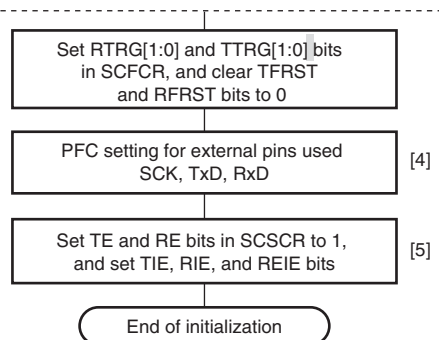 Set RTRG[1:0] and TTRG[1:0] bits
in SCFCR, and clear TFRST
and RFRST bits to 0
PFC setting for external pins used
SCK, TxD, RxD
[4]
Set TE and RE bits in SCSCR to 1,
and set TIE, RIE, and REIE bits
[5]
End of initialization